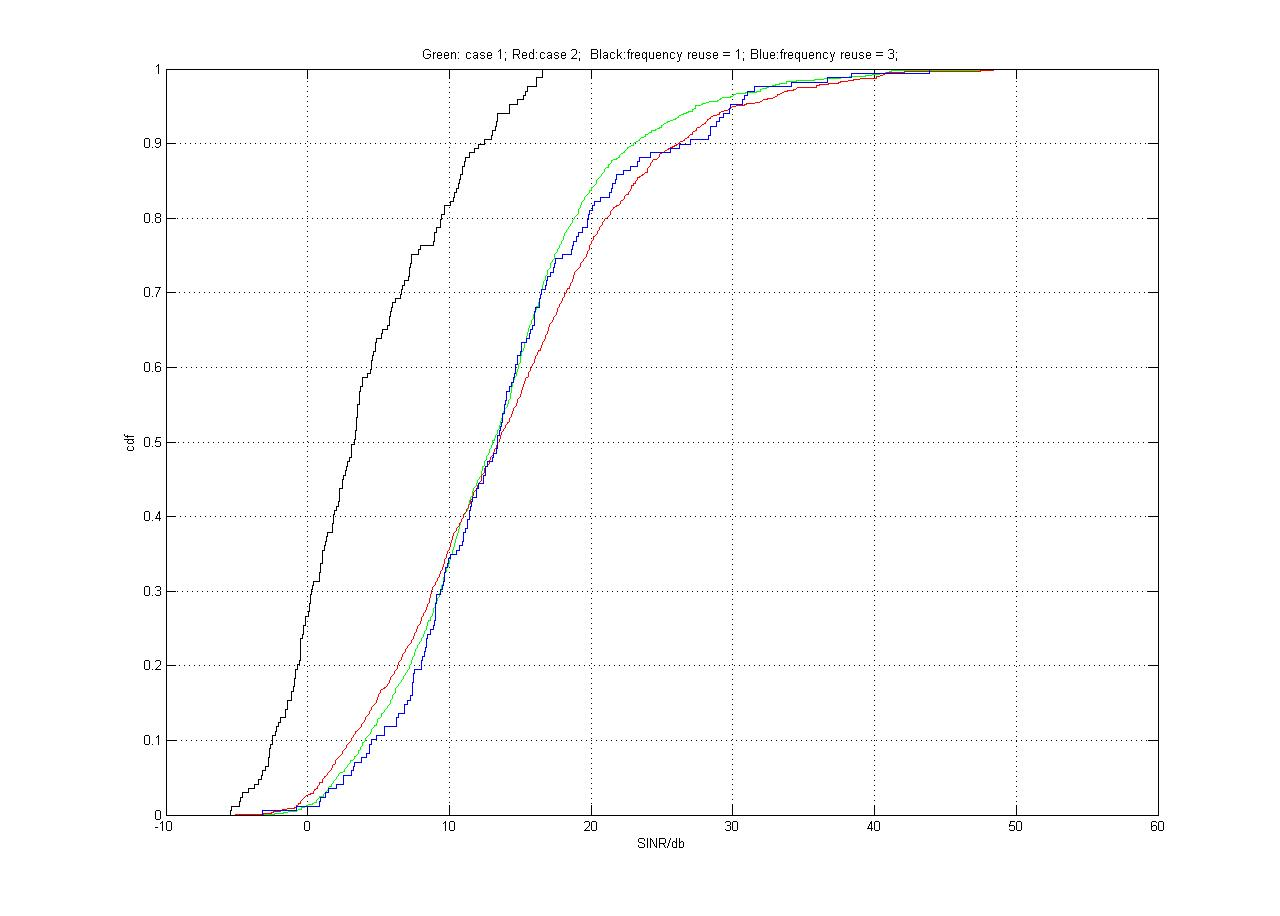 Green: case 1; Red:case 2;  Black:frequency reuse = 1; Blue:frequency reuse = 3;
1
0.9
0.8
0.7
0.6
cdf
0.5
0.4
0.3
0.2
0.1
0
-10 0 10 20 30 40 50 60
SINR/db